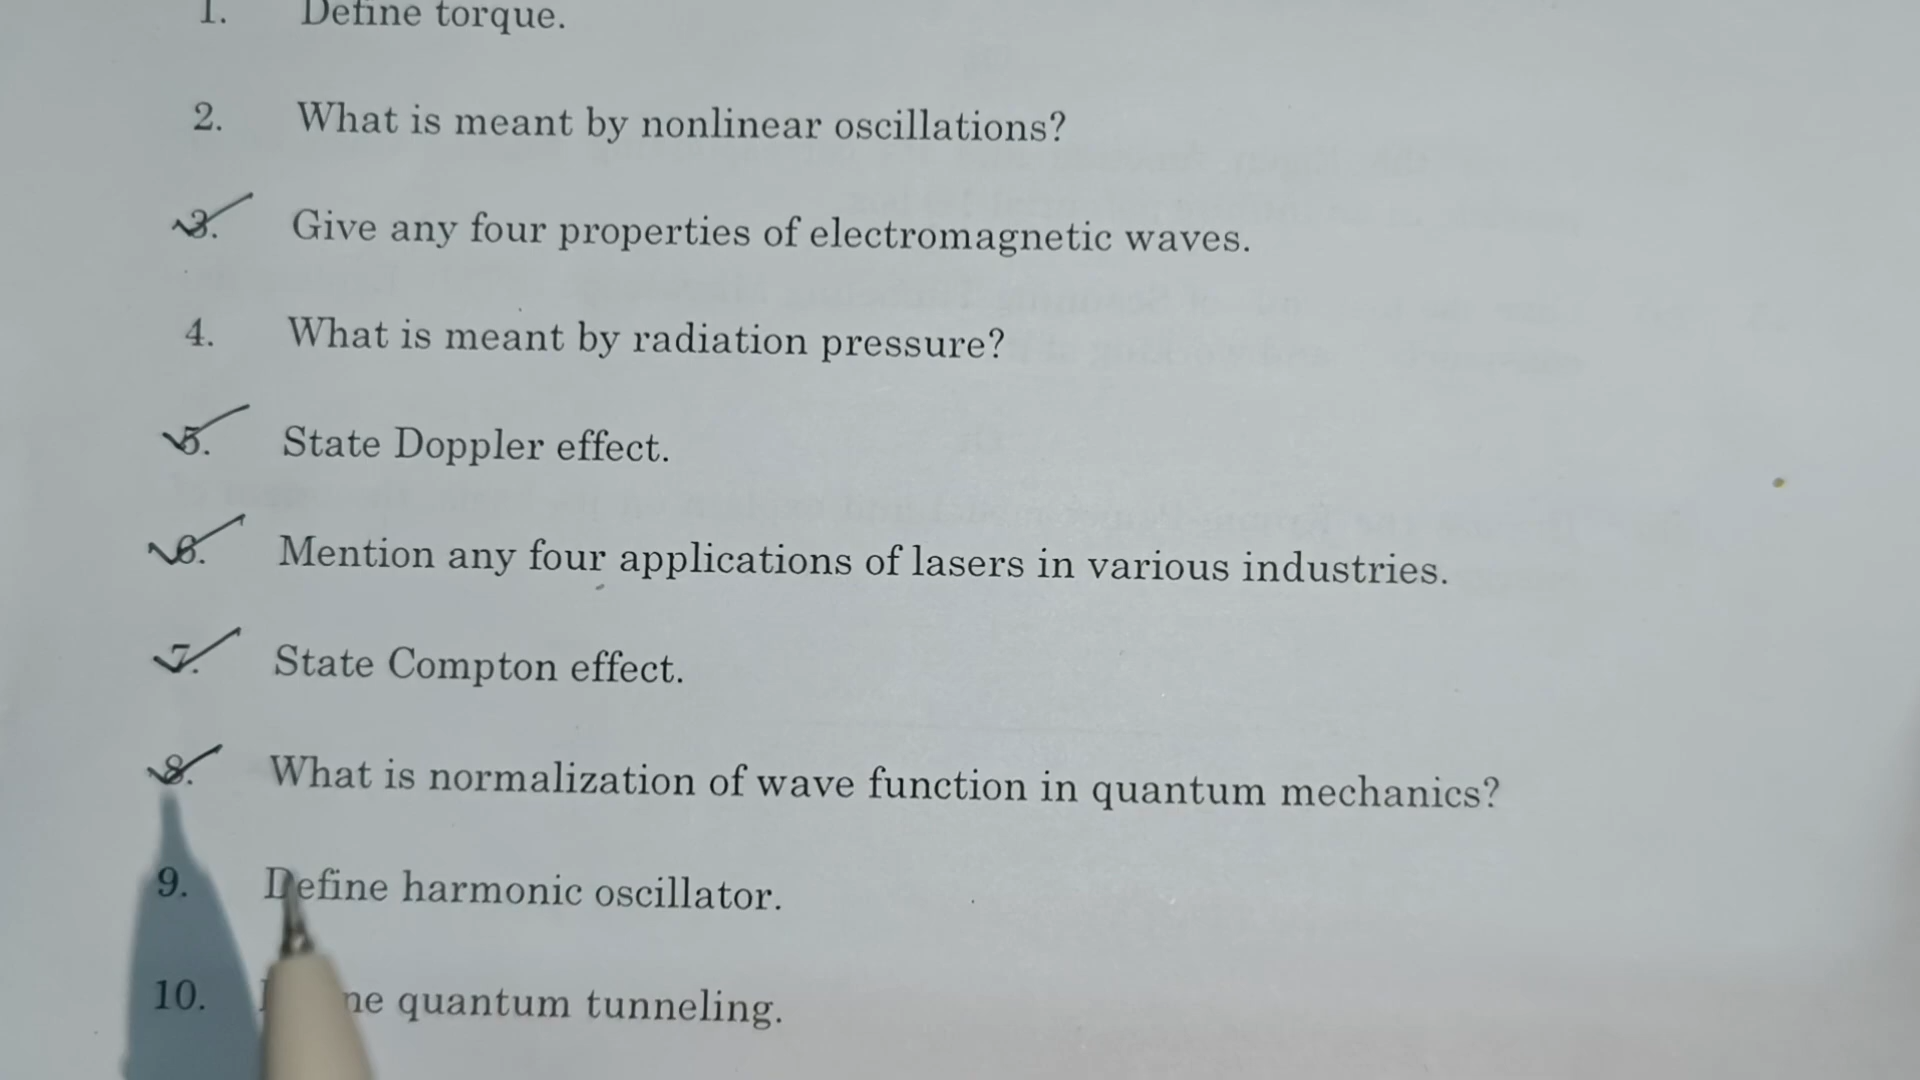 1. Define torque.
2. What is meant by nonlinear oscillations?
3. Give any four properties of electromagnetic waves.
4. What is meant by radiation pressure?
5. State Doppler effect.
6. Mention any four applications of lasers in various industries.
7. State Compton effect.
8. What is normalization of wave function in quantum mechanics?
9. Define harmonic oscillator.
10. quantum tunneling.